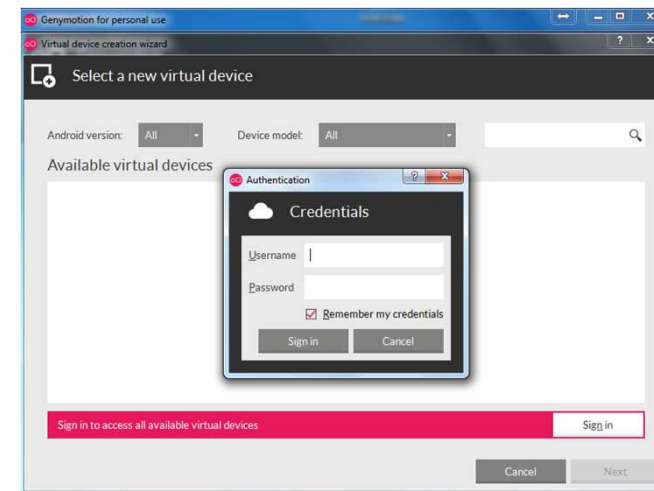 Genymotion for personal use
Virtual device creation wizard
Select a new virtual device
Android version: All Device model: All
Available virtual devices
Authentication
Credentials
Username
Password
Remember my credentials
Sign in Cancel
Sign in to access all available virtual devices Sign in
Cancel Next